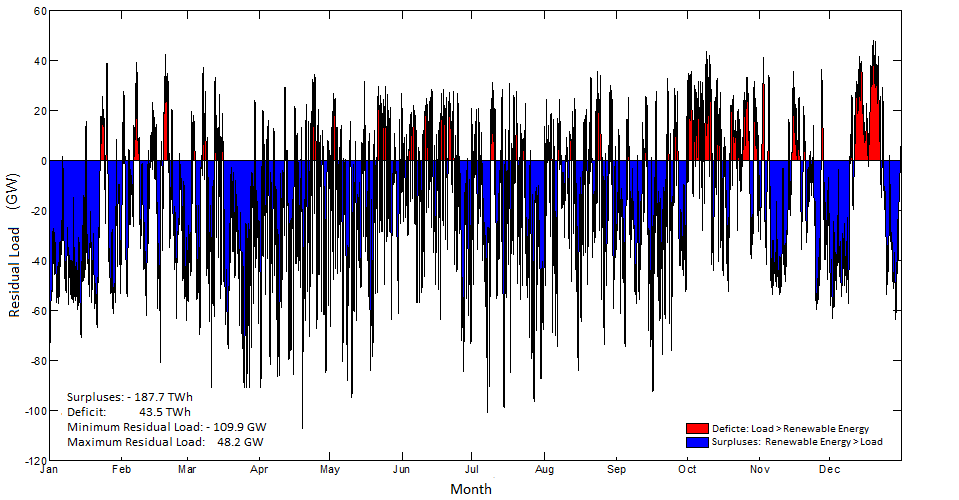 60
40
20
0
-20
-40
-60
-80
-100
-120
Residual Load (GW)
Surpluses: - 187.7 TWh
Deficit: 43.5 TWh
Minimum Residual Load: - 109.9 GW
Maximum Residual Load: 48.2 GW
Deficte: Load > Renewable Energy
Surpluses: Renewable Energy > Load
Jan Feb Mar Apr May Jun Jul Aug Sep Oct Nov Dec
Month